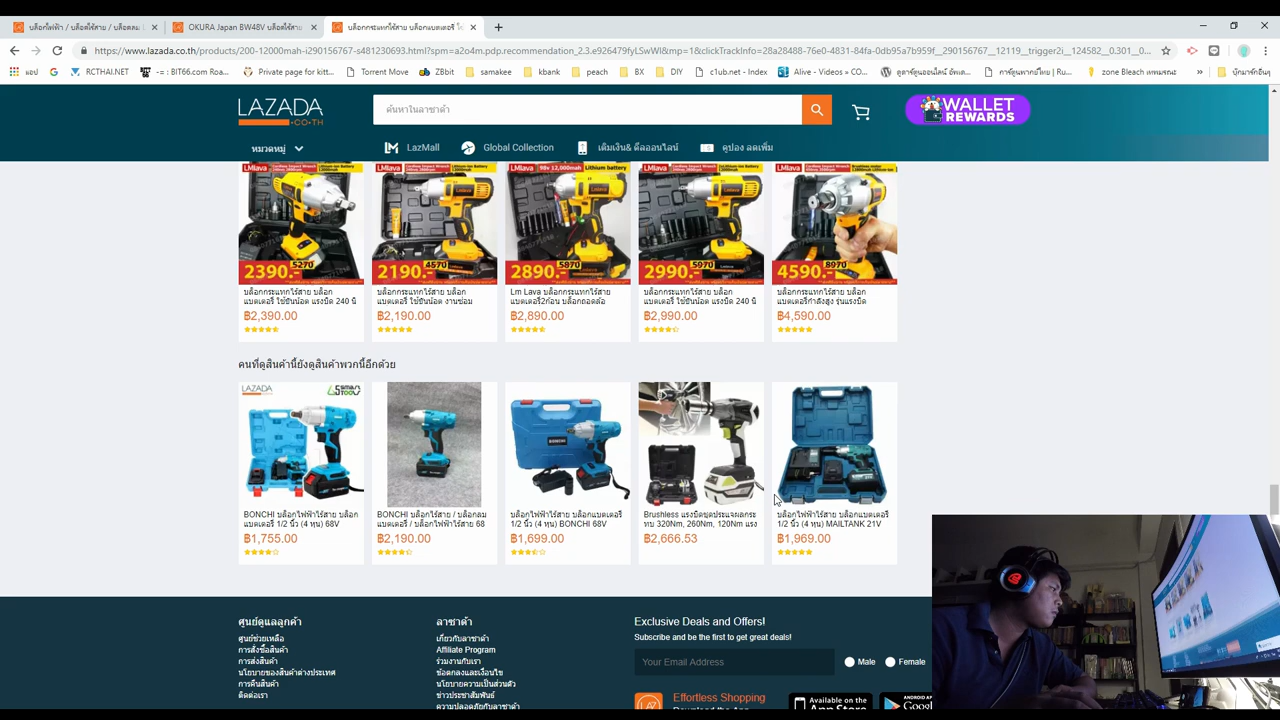 บล็อกไฟฟ้า / บล็อตไร้สาย / บล็อตลม
OKURA Japan BW48V บล็อตไร้สาย
บล็อกกระแทกไร้สาย บล็อกแบตเตอรี่ ใช้
https://www.lazada.co.th/products/200-12000mah-i290156767-s481230693.html?spm=a2o4m.pdp.recommendation_2.3.e926479fyLSwWl&mp=1&clickTrackInfo=28a28488-76e0-4831-84fa-0db95a7b959f__290156767__12119__trigger2i__124582__0.301__0...
แอป
RCTHAI.NET
-= : BIT66.com Roa...
Private page for kitt...
Torrent Move
ZBbit
samakee
kbank
peach
BX
DIY
c1ub.net - Index
Alive - Videos » CO...
ดูดาร์ตูนออนไลน์ อัพเด...
การ์ตูนพากย์ไทย | Ru...
zone Bleach เทพมรณะ
บุ๊กมาร์กอื่นๆ
LAZADA
.CO.TH
ค้นหาในลาซาด้า
WALLET
REWARDS
หมวดหมู่
LazMall
Global Collection
เติมเงิน& ดีลออนไลน์
คูปอง ลดเพิ่ม
LMlava
LMlava
LMlava
98v 12,000mah
Lithium battery
LMlava
LMlava
5270
2390.-
4570
2190.-
5870
2890.-
5970
2990.-
8970
4590.-
บล็อกกระแทกไร้สาย บล็อก
แบตเตอรี่ ใช้ขันน็อต แรงบิด 240 นิ
฿2,390.00
บล็อกกระแทกไร้สาย บล็อก
แบตเตอรี่ ใช้ขันน็อต งานซ่อม
฿2,190.00
Lm Lava บล็อกกระแทกไร้สาย
แบตเตอรี่2ก้อน บล็อกถอดล้อ
฿2,890.00
บล็อกกระแทกไร้สาย บล็อก
แบตเตอรี่ ใช้ขันน็อต แรงบิด 240 นิ
฿2,990.00
บล็อกกระแทกไร้สาย บล็อก
แบตเตอรี่กำลังสูง รุ่นแรงบิด
฿4,590.00
คนที่ดูสินค้านี้ยังดูสินค้าพวกนี้อีกด้วย
LAZADA
SMART
TOOLS
BONCHI
BONCHI บล็อกไฟฟ้าไร้สาย บล็อก
แบตเตอรี่ 1/2 นิ้ว (4 หุน) 68V
฿1,755.00
BONCHI บล็อกไร้สาย / บล็อกลม
แบตเตอรี่ / บล็อกไฟฟ้าไร้สาย 68
฿2,190.00
บล็อกไฟฟ้าไร้สาย บล็อกแบตเตอรี่
1/2 นิ้ว (4 หุน) BONCHI 68V
฿1,699.00
Brushless แรงบิดชุดประแจผลกระ
ทบ 320Nm, 260Nm, 120Nm แรง
฿2,666.53
บล็อกไฟฟ้าไร้สาย บล็อกแบตเตอรี่
1/2 นิ้ว (4 หุน) MAILTANK 21V
฿1,969.00
ศูนย์ดูแลลูกค้า
ศูนย์ช่วยเหลือ
การสั่งซื้อสินค้า
การส่งสินค้า
นโยบายของสินค้าต่างประเทศ
การคืนสินค้า
ติดต่อเรา
ลาซาด้า
เกี่ยวกับลาซาด้า
Affiliate Program
ร่วมงานกับเรา
ข้อตกลงและเงื่อนไข
นโยบายความเป็นส่วนตัว
ข่าวประชาสัมพันธ์
ความปลอดภัยกับลาซาด้า
Exclusive Deals and Offers!
Subscribe and be the first to get great deals!
Your Email Address
Male
Female
LAZ
Effortless Shopping
Download the App
Available on the
App Store
ANDROID AP
Google